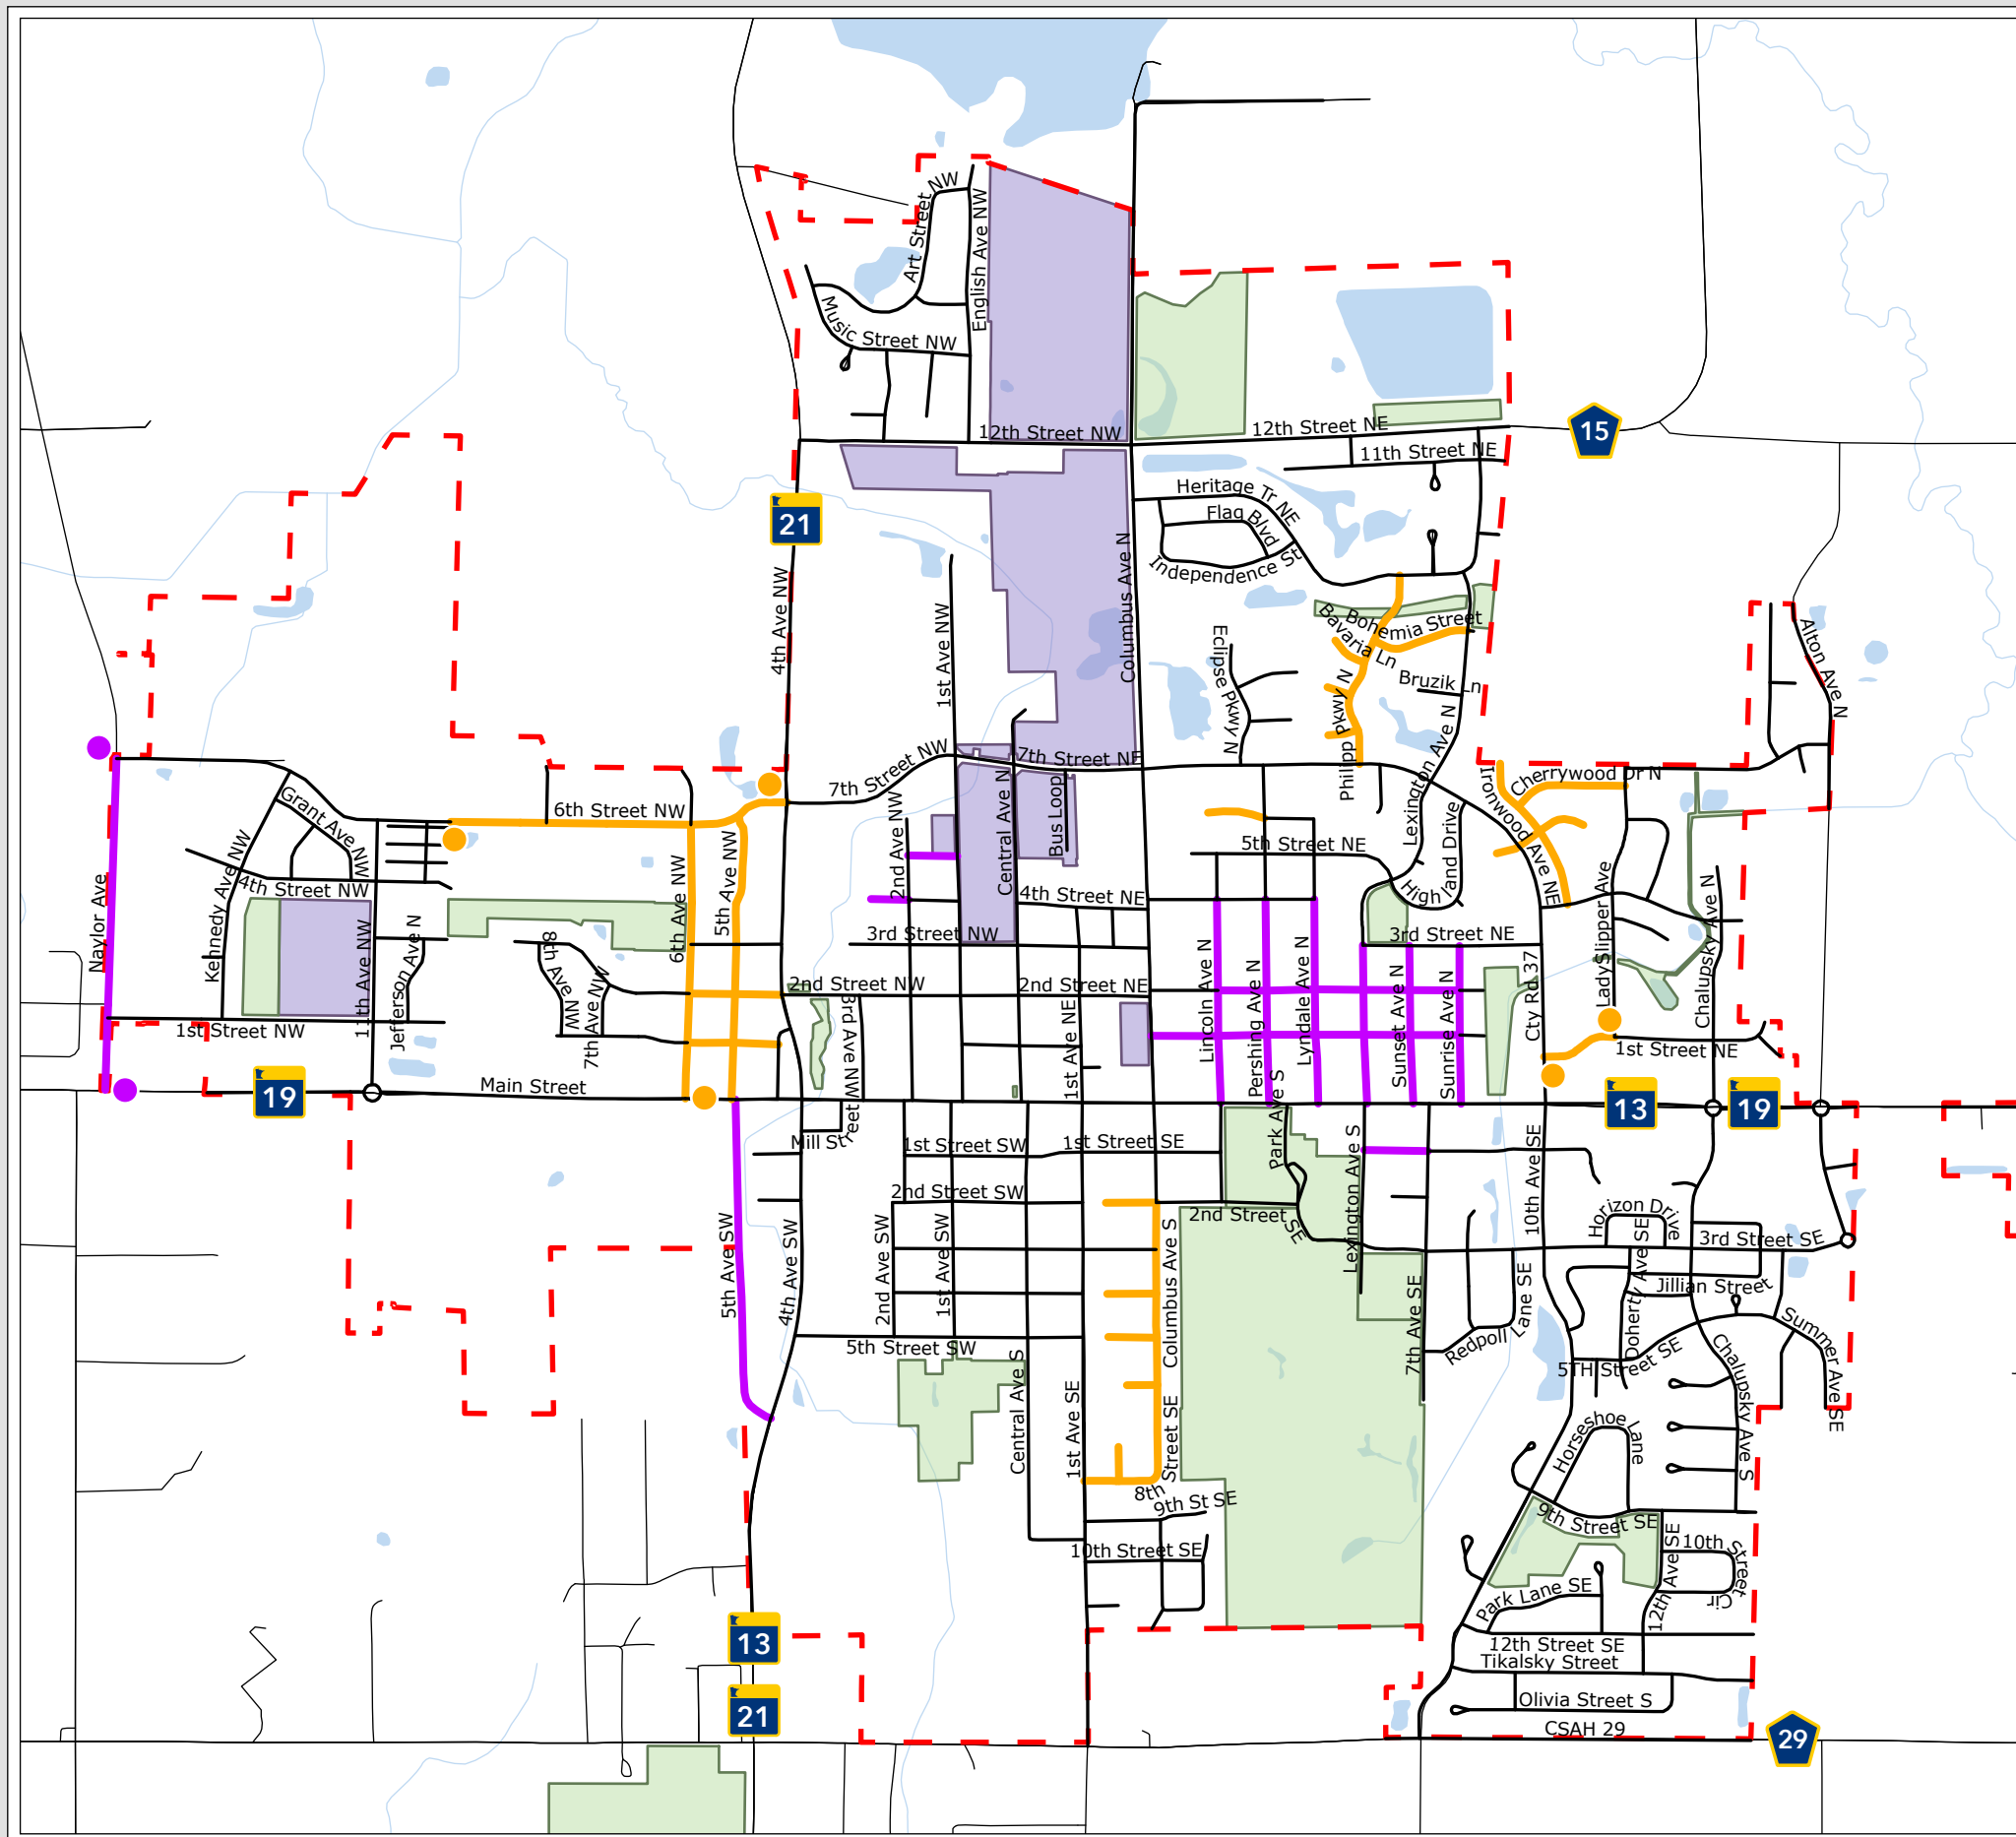 Art Street NW
English Ave NW
Music Street NW
12th Street NW
12th Street NE
15
11th Street NE
21
Heritage Tr NE
Flag Blvd
Independence St
4th Ave NW
1st Ave NW
Columbus Ave N
Bohemia Street
Bavaria Ln
Bruzik Ln
Eclipse Pkwy N
Philipp Pkwy N
Lexington Ave N
Alton Ave N
7th Street NW
7th Street NE
Ironwood Ave NE
Cherrywood Dr N
6th Street NW
Grant Ave NW
Kennedy Ave NW
4th Street NW
Naylor Ave
11th Ave NW
Jefferson Ave N
1st Street NW
8th Ave NW
7th Ave NW
6th Ave NW
5th Ave NW
2nd Ave NW
Central Ave N
Bus Loop
5th Street NE
Highland Drive
4th Street NE
3rd Street NW
3rd Street NE
2nd Street NW
2nd Street NE
3rd Ave NW
1st Ave NE
Lincoln Ave N
Pershing Ave N
Lyndale Ave N
Sunset Ave N
Sunrise Ave N
Cty Rd 37
LadySlipper Ave
Chalupsky Ave N
1st Street NE
19
Main Street
13
19
Mill Street
1st Street SW
1st Street SE
Park Ave S
Lexington Ave S
10th Ave SE
2nd Street SW
2nd Street SE
Horizon Drive
3rd Street SE
5th Ave SW
4th Ave SW
2nd Ave SW
1st Ave SW
Columbus Ave S
7th Ave SE
Redpoll Lane SE
Doherty Ave SE
Jillian Street
5TH Street SE
Summer Ave SE
Chalupsky Ave S
5th Street SW
Central Ave S
1st Ave SE
8th Street SE
9th St SE
10th Street SE
Horseshoe Lane
9th Street SE
10th Street Cir
12th Ave SE
Park Lane SE
12th Street SE
Tikalsky Street
Olivia Street S
CSAH 29
13
21
29